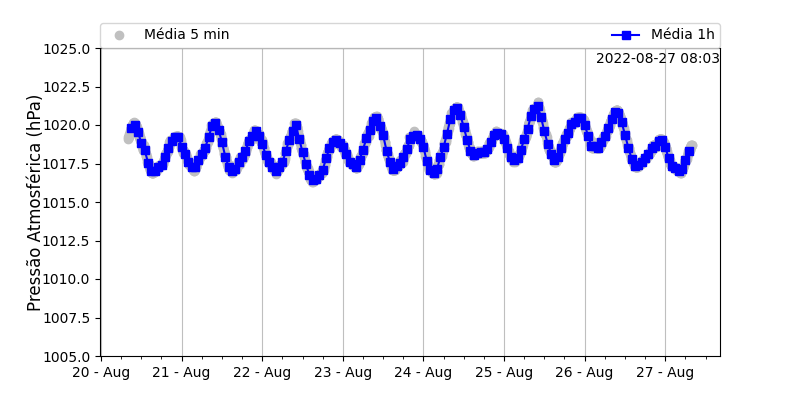 Média 5 min
Média 1h
2022-08-27 08:03
Pressão Atmosférica (hPa)
1025.0
1022.5
1020.0
1017.5
1015.0
1012.5
1010.0
1007.5
1005.0
20 - Aug
21 - Aug
22 - Aug
23 - Aug
24 - Aug
25 - Aug
26 - Aug
27 - Aug